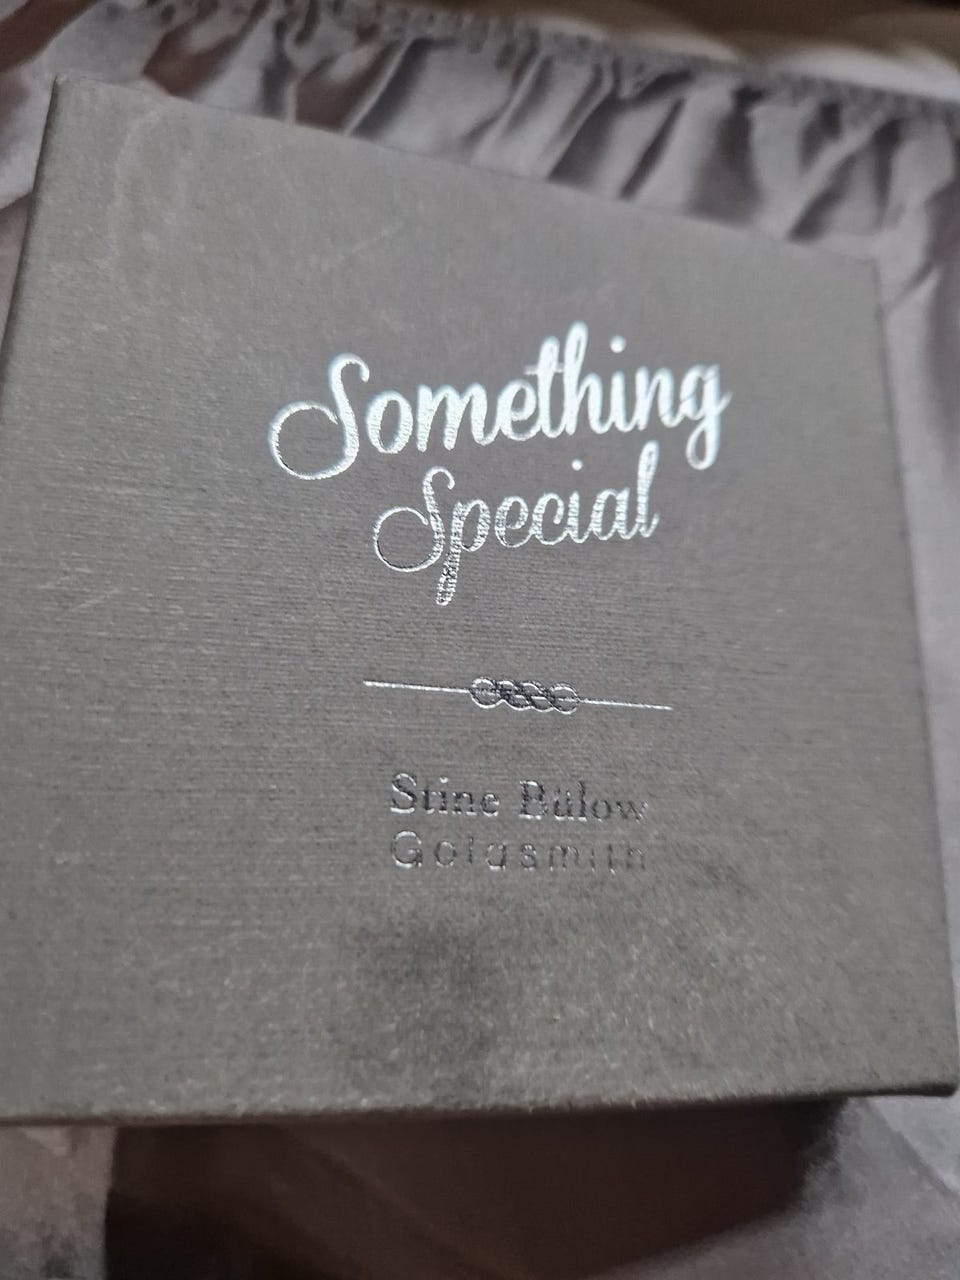 Something
Special
Stine Bülow
Goldsmith